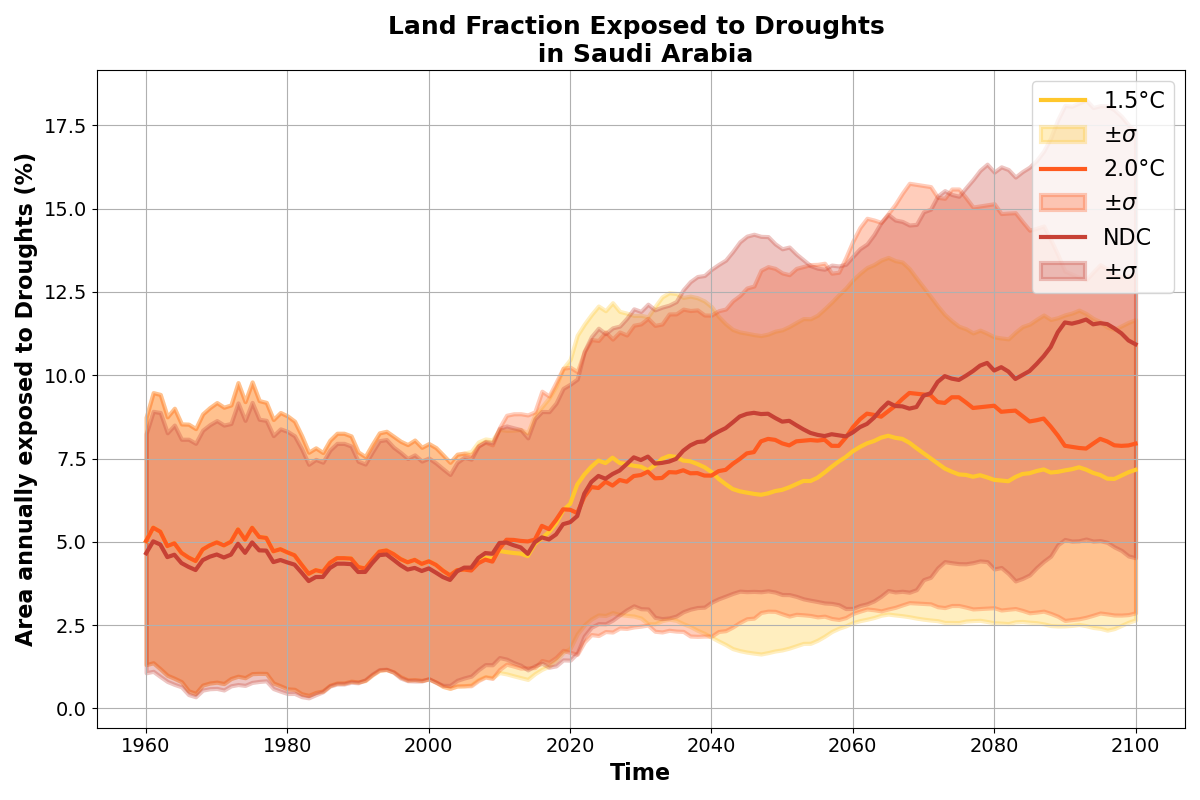 Land Fraction Exposed to Droughts
in Saudi Arabia
Area annually exposed to Droughts (%)
17.5
15.0
12.5
10.0
7.5
5.0
2.5
0.0
1.5°C
±σ
2.0°C
±σ
NDC
±σ
1960
1980
2000
2020
2040
2060
2080
2100
Time